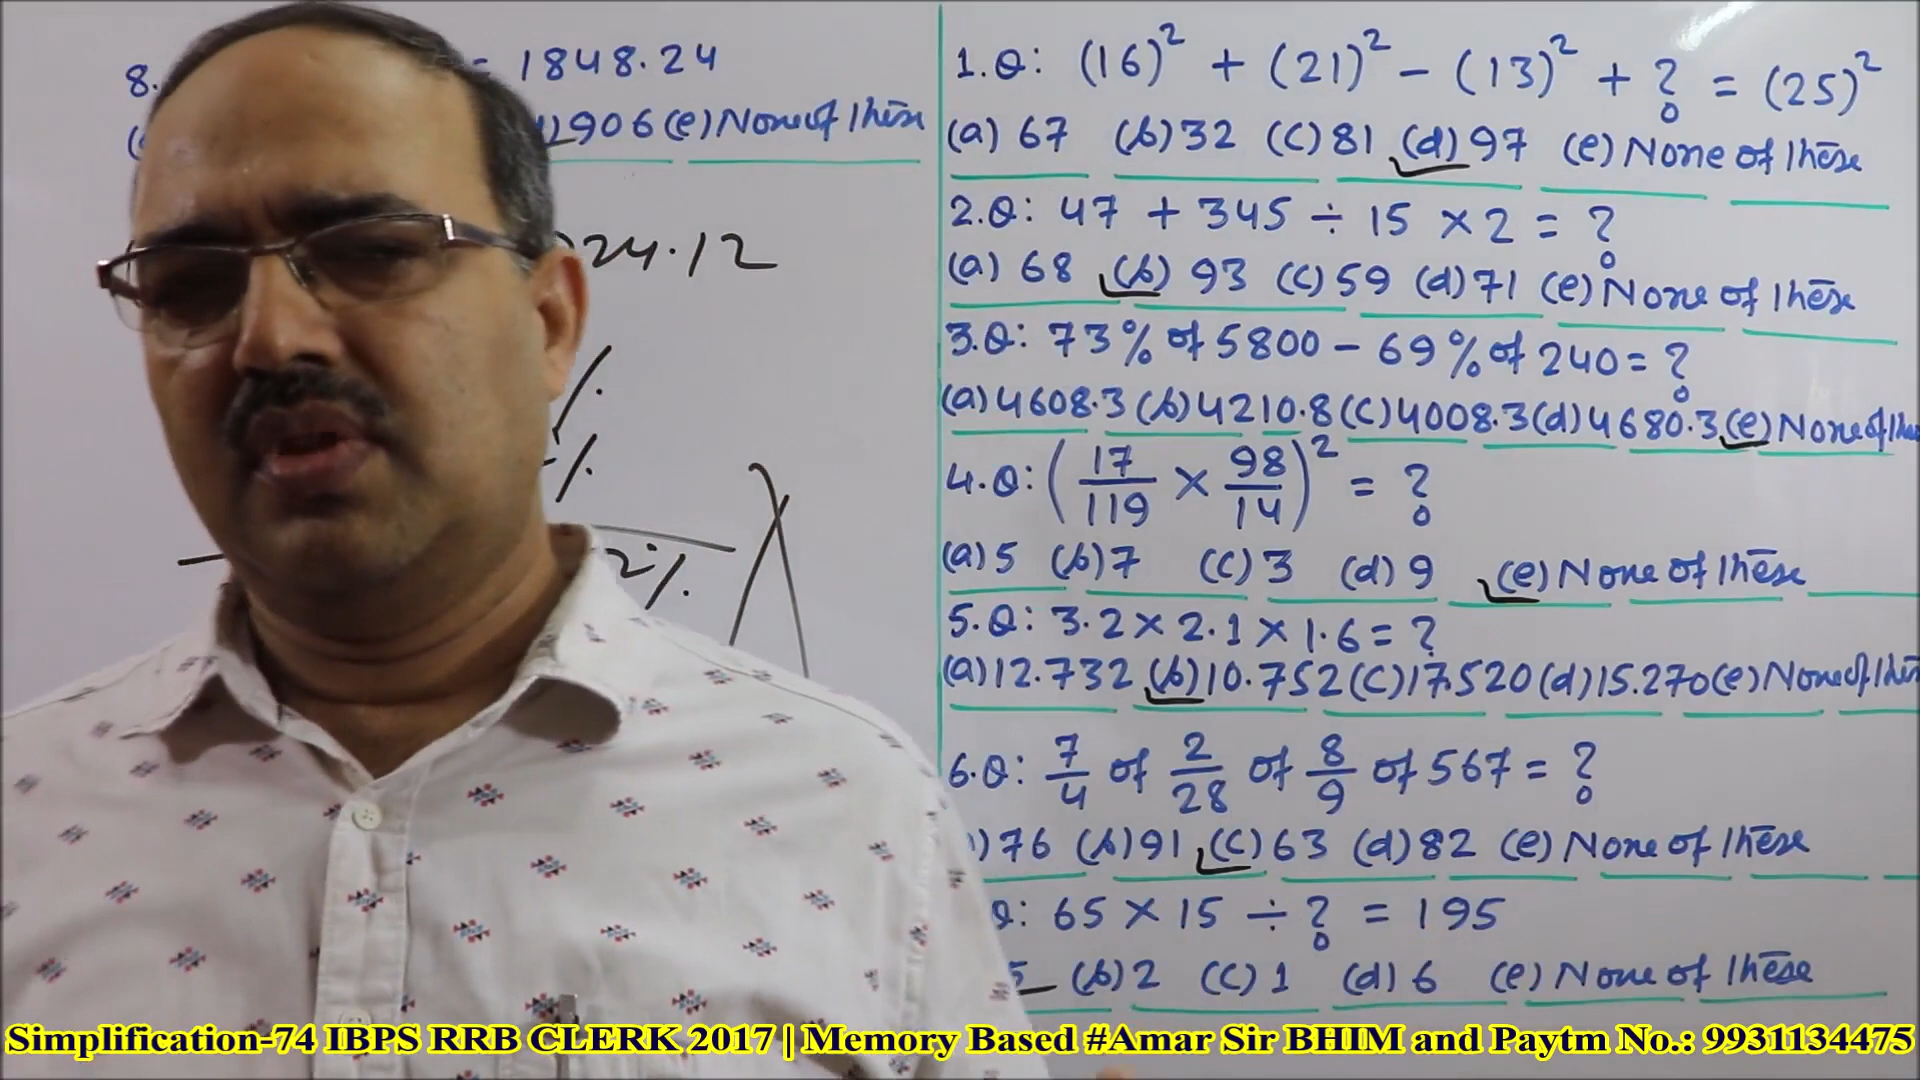 8. = 1848.24
906 (e) None of These
24.12
%
%
2%
1.Q: (16)² + (21)² - (13)² + ? = (25)²
(a) 67 (b) 32 (c) 81 (d) 97 (e) None of These
2.Q: 47 + 345 ÷ 15 × 2 = ?
(a) 68 (b) 93 (c) 59 (d) 71 (e) None of These
3.Q: 73% of 5800 - 69% of 240 = ?
(a) 4608.3 (b) 4210.8 (c) 4008.3 (d) 4680.3 (e) None of
4.Q: (17/119 × 98/14)² = ?
(a) 5 (b) 7 (c) 3 (d) 9 (e) None of These
5.Q: 3.2 × 2.1 × 1.6 = ?
(a) 12.732 (b) 10.752 (c) 17.520 (d) 15.270 (e) None of
6.Q: 7/4 of 2/28 of 8/9 of 567 = ?
) 76 (b) 91 (c) 63 (d) 82 (e) None of These
Q: 65 × 15 ÷ ? = 195
5 (b) 2 (c) 1 (d) 6 (e) None of These
Simplification-74 IBPS RRB CLERK 2017 | Memory Based #Amar Sir BHIM and Paytm No.: 9931134475